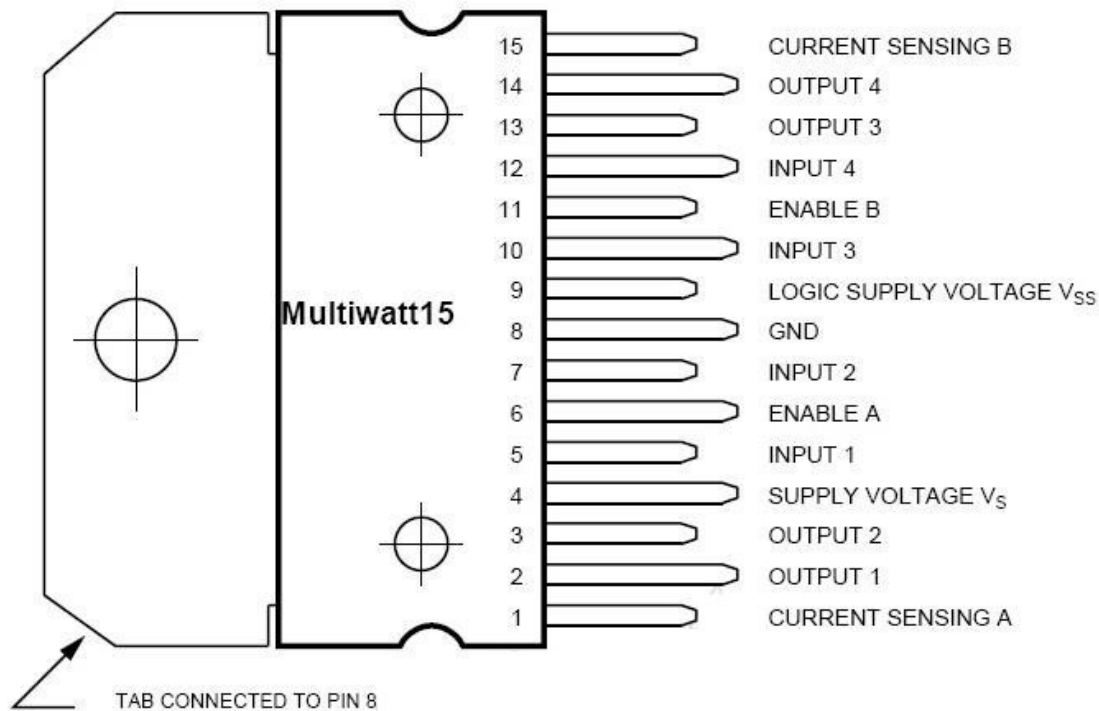 15 CURRENT SENSING B
14 OUTPUT 4
13 OUTPUT 3
12 INPUT 4
11 ENABLE B
10 INPUT 3
9 LOGIC SUPPLY VOLTAGE VSS
Multiwatt15
8 GND
7 INPUT 2
6 ENABLE A
5 INPUT 1
4 SUPPLY VOLTAGE VS
3 OUTPUT 2
2 OUTPUT 1
1 CURRENT SENSING A
TAB CONNECTED TO PIN 8